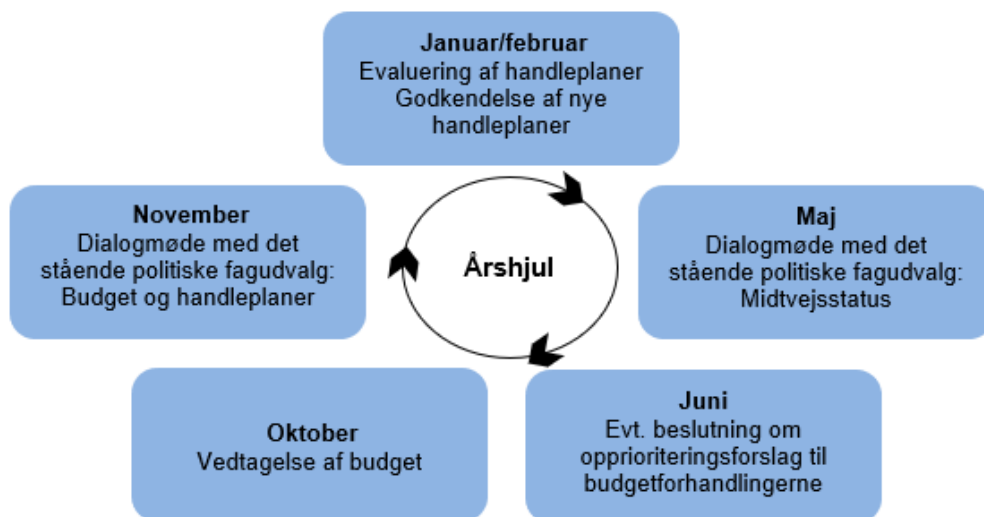 Januar/februar
Evaluering af handleplaner
Godkendelse af nye
handleplaner
November
Dialogmøde med det
stående politiske fagudvalg:
Budget og handleplaner
Årshjul
Maj
Dialogmøde med det
stående politiske fagudvalg:
Midtvejsstatus
Oktober
Vedtagelse af budget
Juni
Evt. beslutning om
opprioriteringsforslag til
budgetforhandlingerne